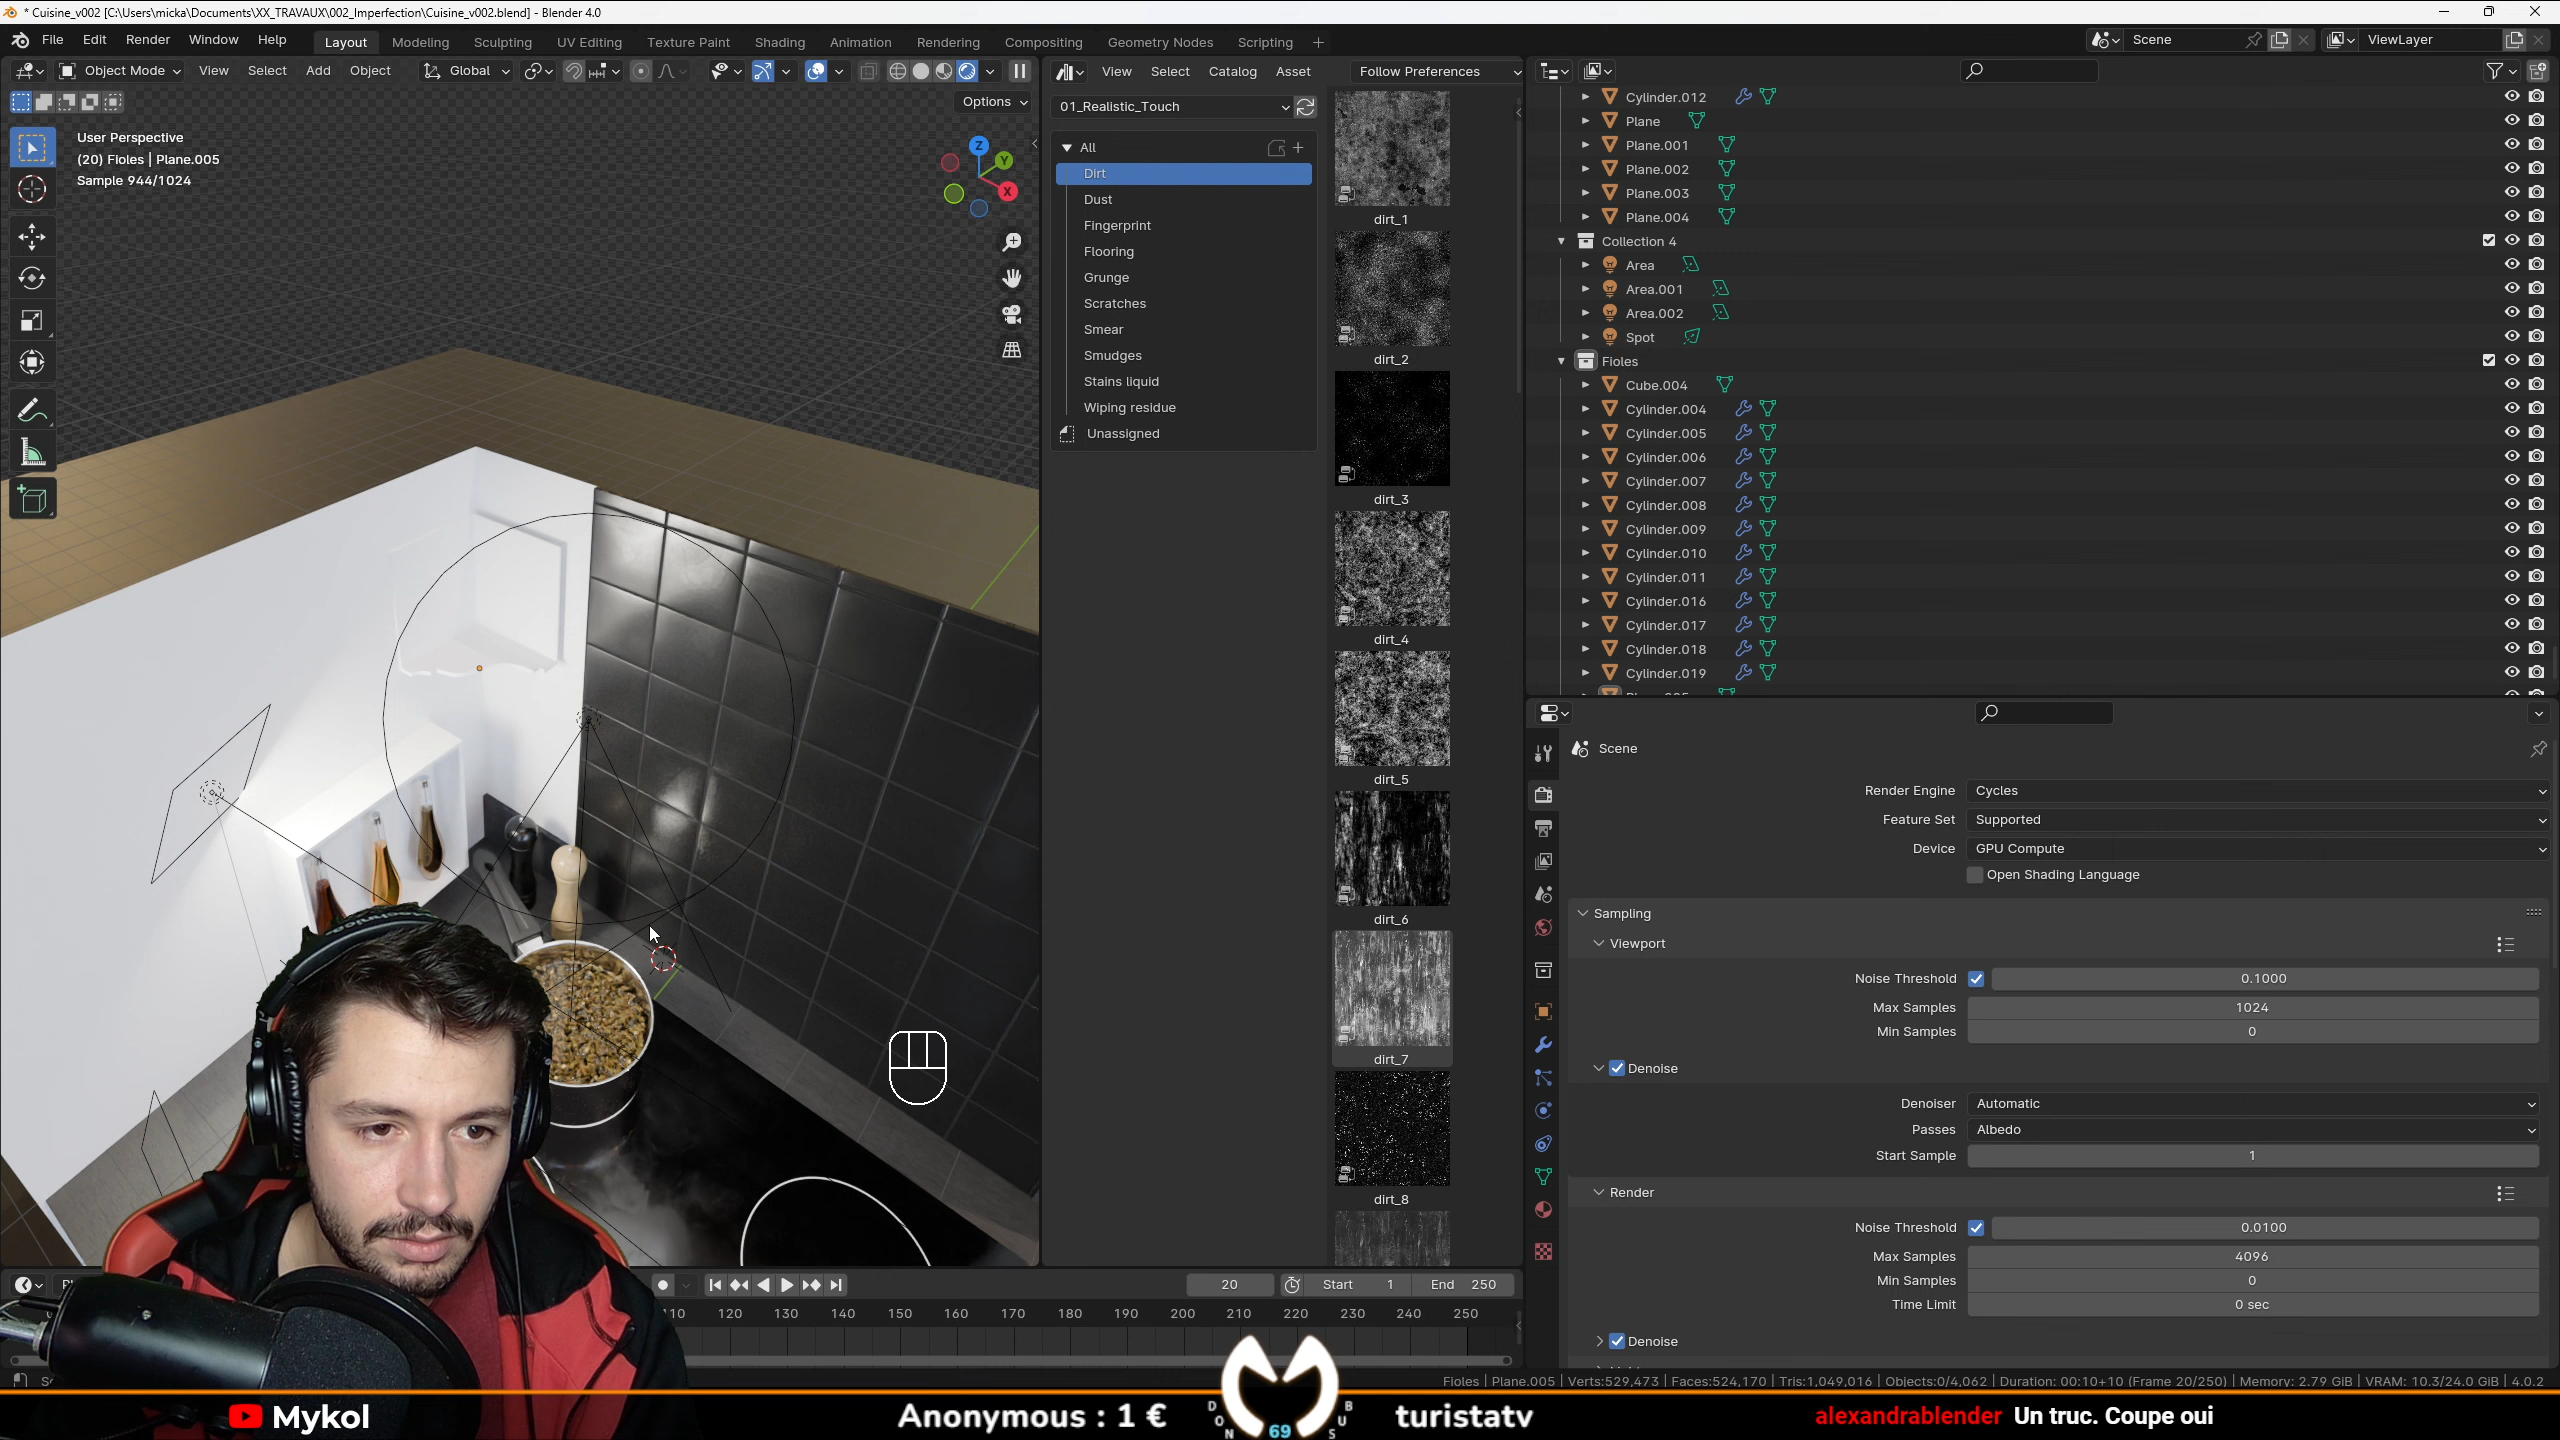 * Cuisine_v002 [C:\Users\micka\Documents\XX_TRAVAUX\002_Imperfection\Cuisine_v002.blend] - Blender 4.0
File Edit Render Window Help Layout Modeling Sculpting UV Editing Texture Paint Shading Animation Rendering Compositing Geometry Nodes Scripting + Scene ViewLayer
Object Mode View Select Add Object Global
View Select Catalog Asset Follow Preferences
Options
User Perspective
(20) Fioles | Plane.005
Sample 944/1024
Z
Y
X
01_Realistic_Touch
All
Dirt
Dust
Fingerprint
Flooring
Grunge
Scratches
Smear
Smudges
Stains liquid
Wiping residue
Unassigned
dirt_1
dirt_2
dirt_3
dirt_4
dirt_5
dirt_6
dirt_7
dirt_8
Cylinder.012
Plane
Plane.001
Plane.002
Plane.003
Plane.004
Collection 4
Area
Area.001
Area.002
Spot
Fioles
Cube.004
Cylinder.004
Cylinder.005
Cylinder.006
Cylinder.007
Cylinder.008
Cylinder.009
Cylinder.010
Cylinder.011
Cylinder.016
Cylinder.017
Cylinder.018
Cylinder.019
Scene
Render Engine Cycles
Feature Set Supported
Device GPU Compute
Open Shading Language
Sampling
Viewport
Noise Threshold 0.1000
Max Samples 1024
Min Samples 0
Denoise
Denoiser Automatic
Passes Albedo
Start Sample 1
Render
Noise Threshold 0.0100
Max Samples 4096
Min Samples 0
Time Limit 0 sec
Denoise
20 Start 1 End 250
110 120 130 140 150 160 170 180 190 200 210 220 230 240 250
Fioles | Plane.005 | Verts:529,473 | Faces:524,170 | Tris:1,049,016 | Objects:0/4,062 | Duration: 00:10+10 (Frame 20/250) | Memory: 2.79 GiB | VRAM: 10.3/24.0 GiB | 4.0.2
Mykol
Anonymous : 1 €
DON
69
BUS
turistatv
alexandrablender Un truc. Coupe oui